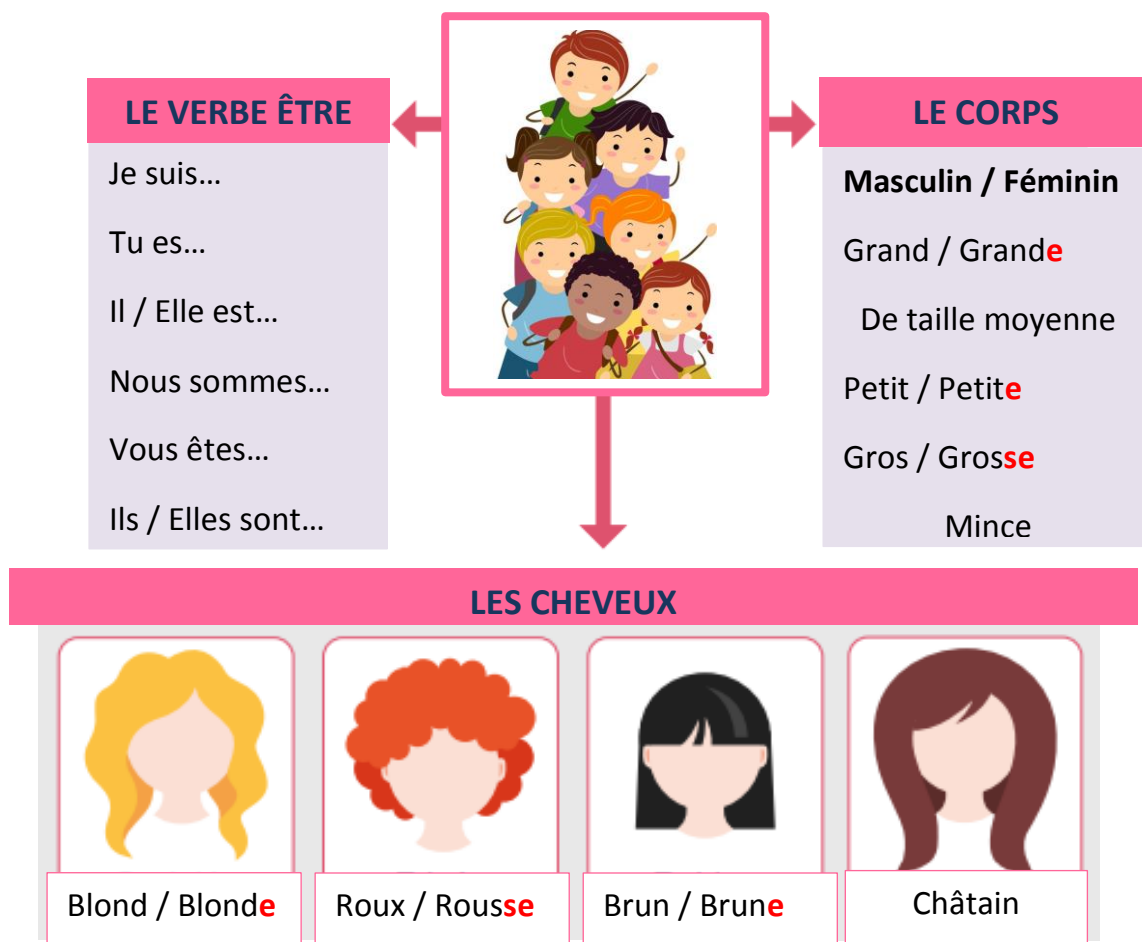 LE VERBE ÊTRE
Je suis…
Tu es…
Il / Elle est…
Nous sommes…
Vous êtes…
Ils / Elles sont…
LE CORPS
Masculin / Féminin
Grand / Grande
De taille moyenne
Petit / Petite
Gros / Grosse
Mince
LES CHEVEUX
Blond / Blonde
Roux / Rousse
Brun / Brune
Châtain